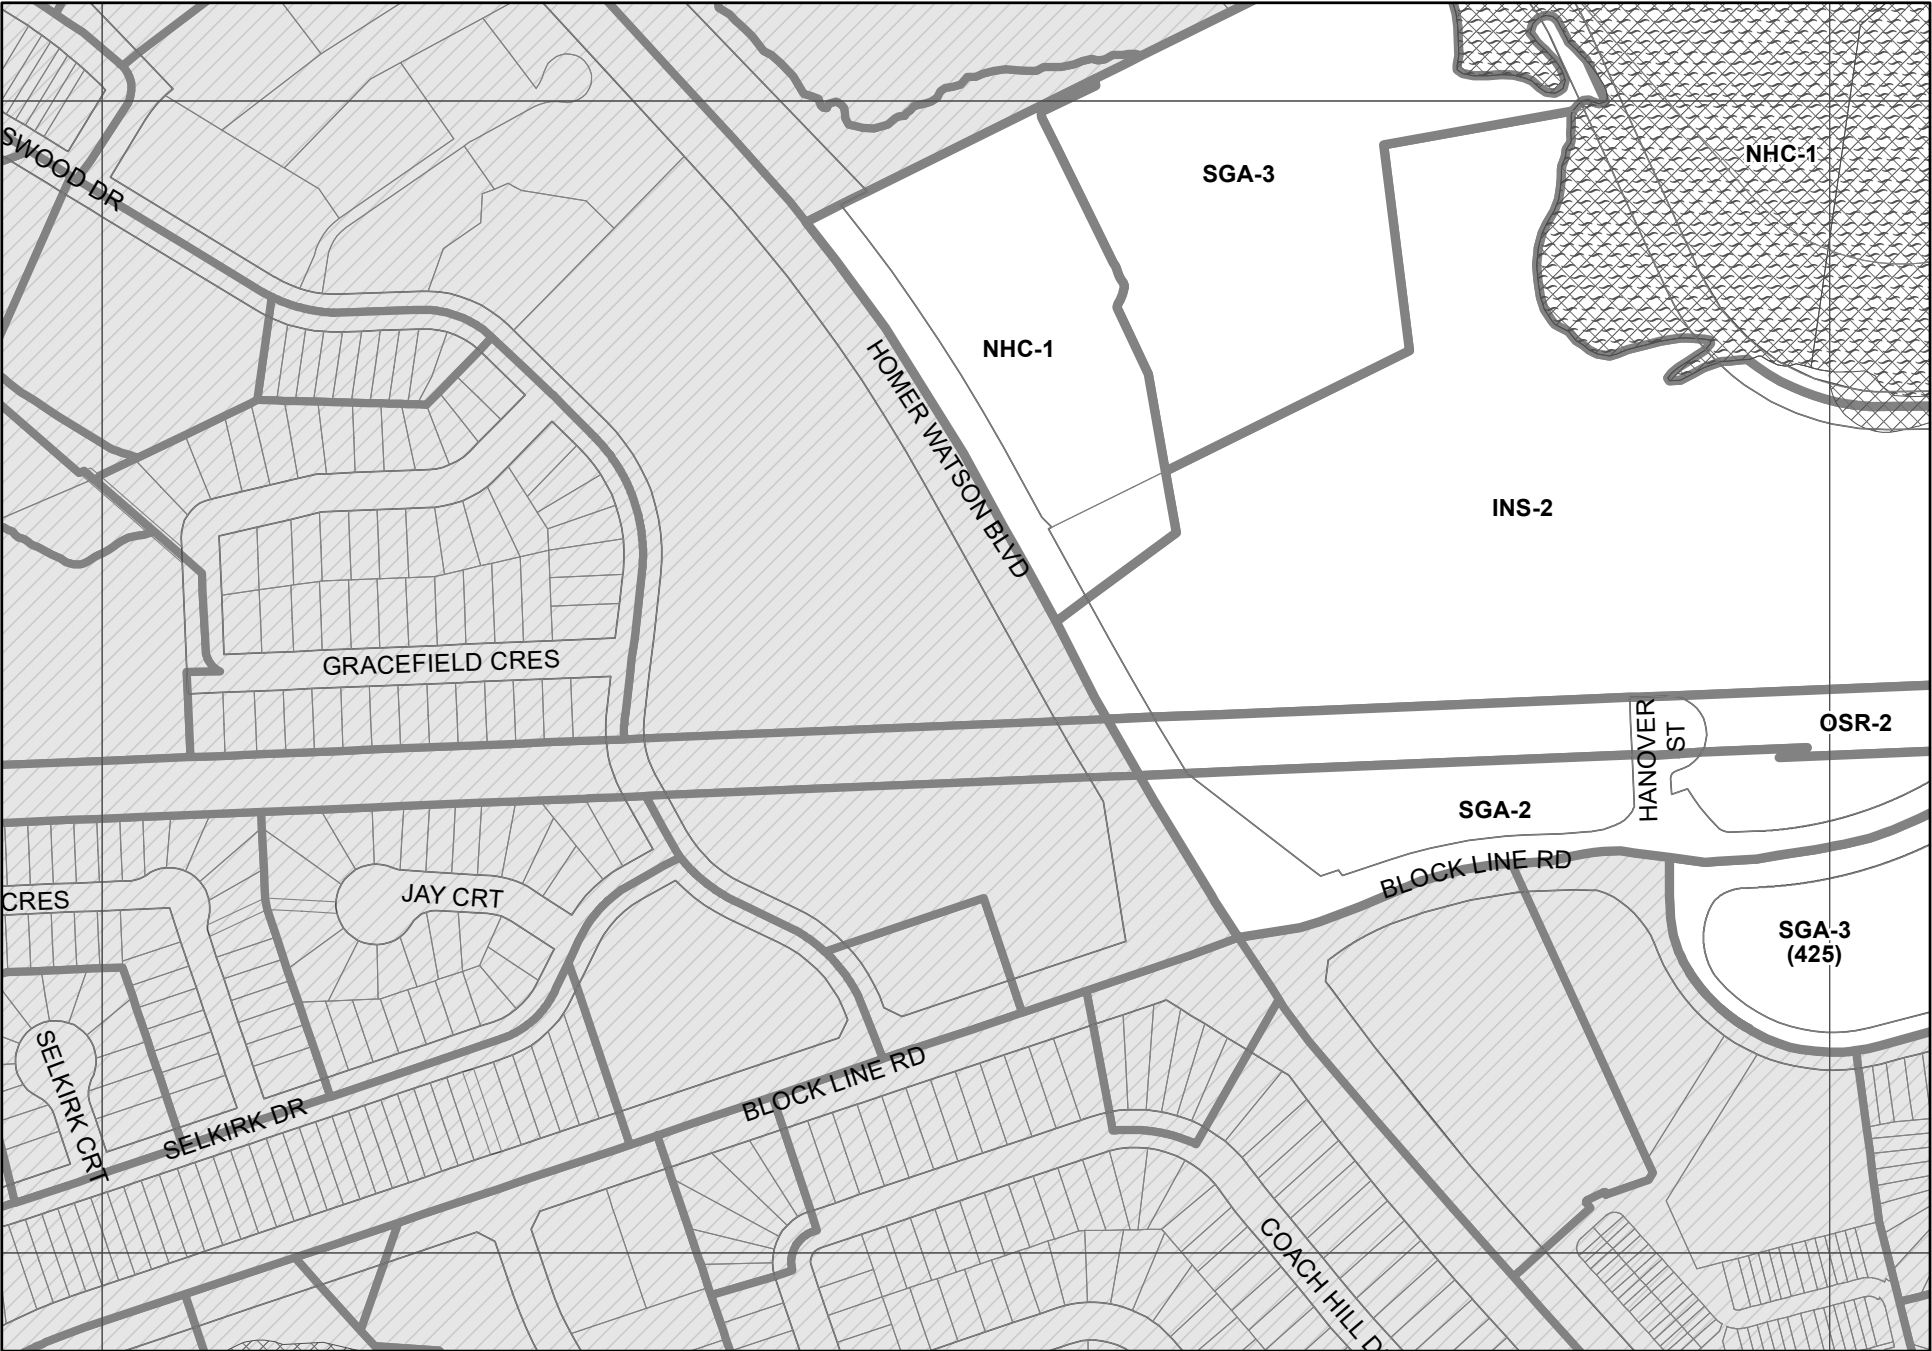 SWOOD DR
NHC-1
SGA-3
NHC-1
HOMER WATSON BLVD
INS-2
GRACEFIELD CRES
HANOVER
ST
OSR-2
SGA-2
BLOCK LINE RD
CRES
JAY CRT
SGA-3
(425)
SELKIRK CRT
SELKIRK DR
BLOCK LINE RD
COACH HILL D